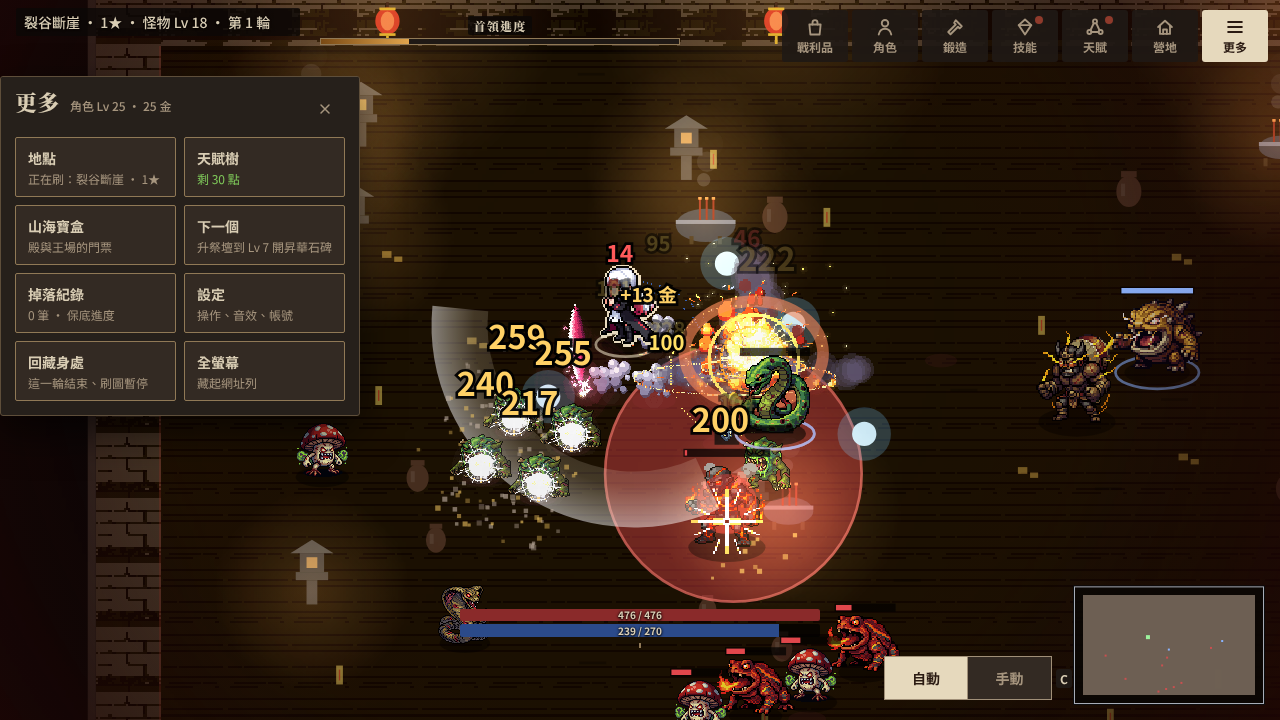 裂谷斷崖 · 1★ · 怪物 Lv 18 · 第 1 輪
首領進度
戰利品
角色
鍛造
技能
天賦
營地
更多
更多 角色 Lv 25 · 25 金 ×
地點
正在刷：裂谷斷崖 · 1★
天賦樹
剩 30 點
山海寶盒
殿與王場的門票
下一個
升祭壇到 Lv 7 開昇華石碑
掉落紀錄
0 筆 · 保底進度
設定
操作、音效、帳號
回藏身處
這一輪結束、刷圖暫停
全螢幕
藏起網址列
14
95
46
222
+13 金
100
259
255
240
217
200
476 / 476
239 / 270
自動
手動
C